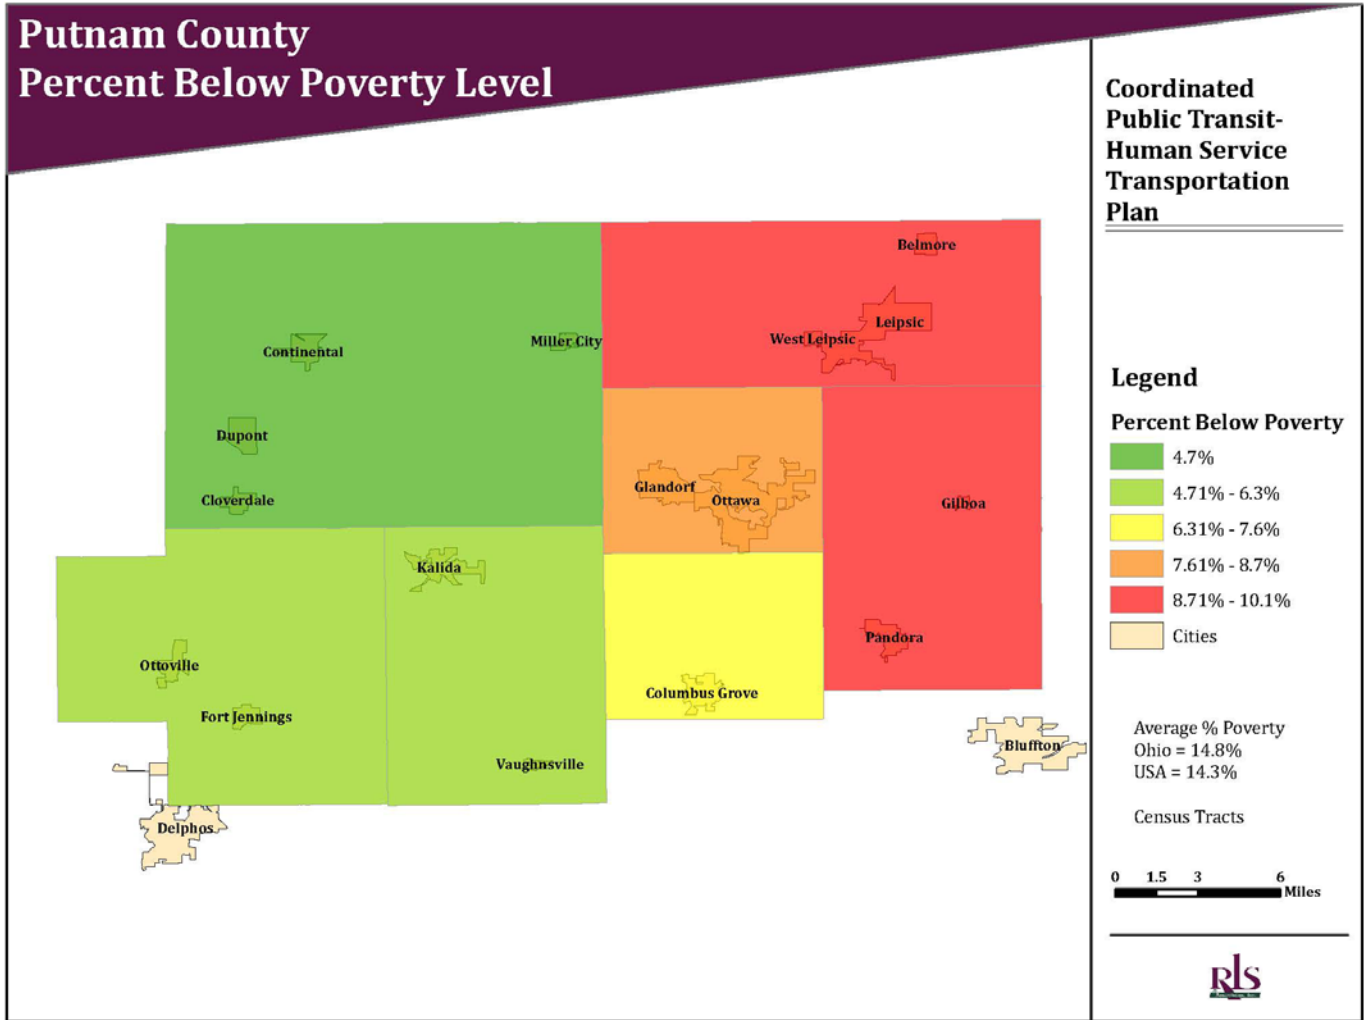 Putnam County
Percent Below Poverty Level
Coordinated
Public Transit-
Human Service
Transportation
Plan
Belmore
Leipsic
West Leipsic
Miller City
Continental
Dupont
Cloverdale
Glandorf
Ottawa
Gilboa
Kalida
Pandora
Ottoville
Columbus Grove
Fort Jennings
Vaughnsville
Bluffton
Delphos
Legend
Percent Below Poverty
4.7%
4.71% - 6.3%
6.31% - 7.6%
7.61% - 8.7%
8.71% - 10.1%
Cities
Average % Poverty
Ohio = 14.8%
USA = 14.3%
Census Tracts
0 1.5 3 6
Miles
RLS